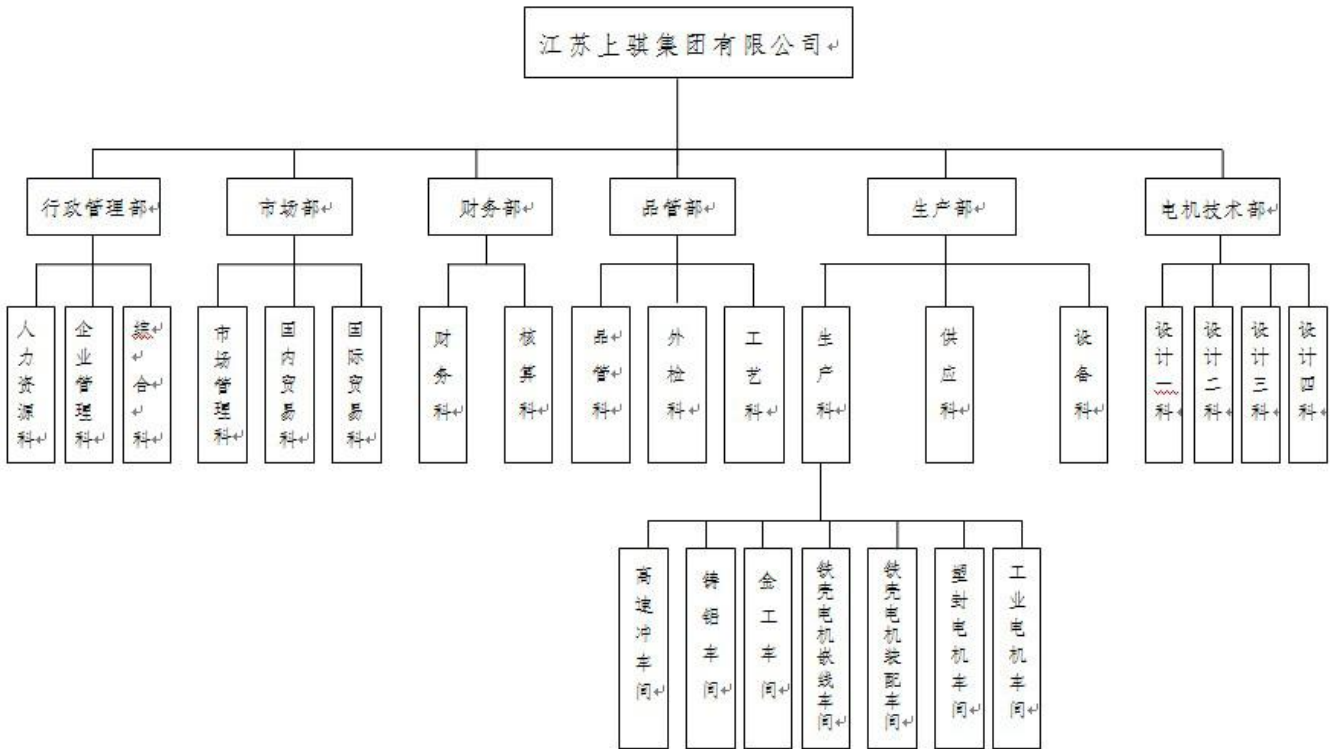 江苏上骐集团有限公司
行政管理部
市场部
财务部
品管部
生产部
电机技术部
人力资源科
企业管理科
综合科
市场管理科
国内贸易科
国际贸易科
财务科
核算科
品管科
外检科
工艺科
生产科
供应科
设备科
设计一科
设计二科
设计三科
设计四科
高速冲车间
铸铝车间
金工车间
铁壳电机嵌线车间
铁壳电机装配车间
塑封电机车间
工业电机车间